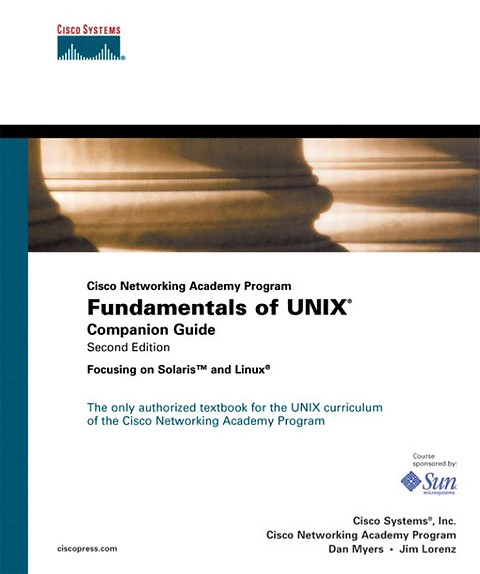 CISCO SYSTEMS
Cisco Networking Academy Program
Fundamentals of UNIX®
Companion Guide
Second Edition
Focusing on Solaris™ and Linux®
The only authorized textbook for the UNIX curriculum
of the Cisco Networking Academy Program
Course
sponsored by:
Sun
microsystems
Cisco Systems®, Inc.
Cisco Networking Academy Program
ciscopress.com
Dan Myers • Jim Lorenz